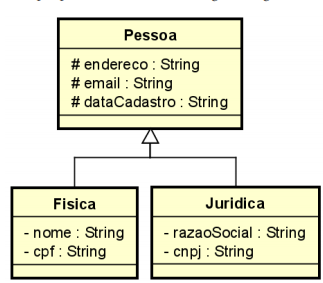 Pessoa
# endereco : String
# email : String
# dataCadastro : String
Fisica
- nome : String
- cpf : String
Juridica
- razaoSocial : String
- cnpj : String